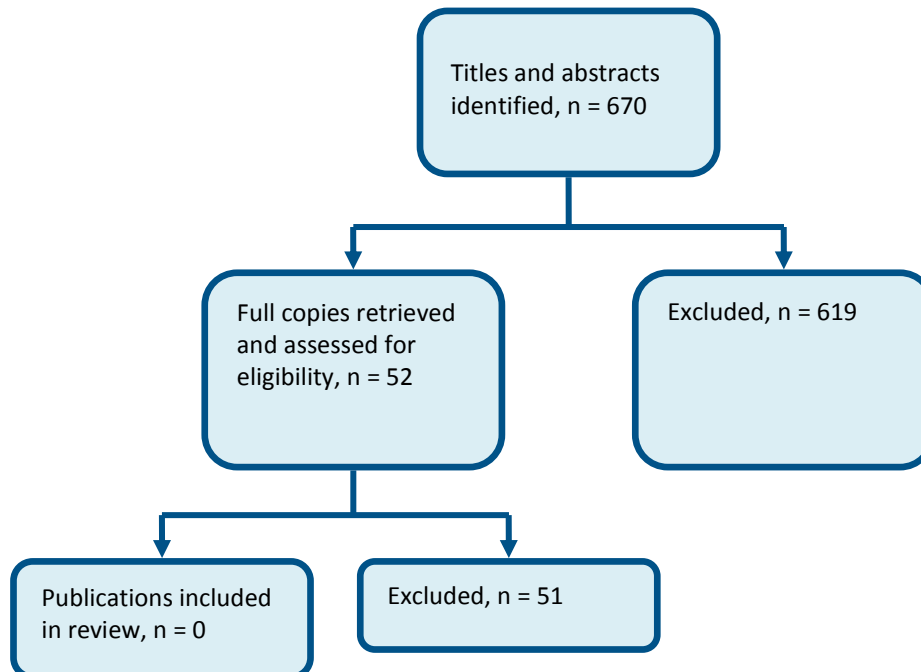 Titles and abstracts
identified, n = 670
Full copies retrieved
and assessed for
eligibility, n = 52
Excluded, n = 619
Publications included
in review, n = 0
Excluded, n = 51